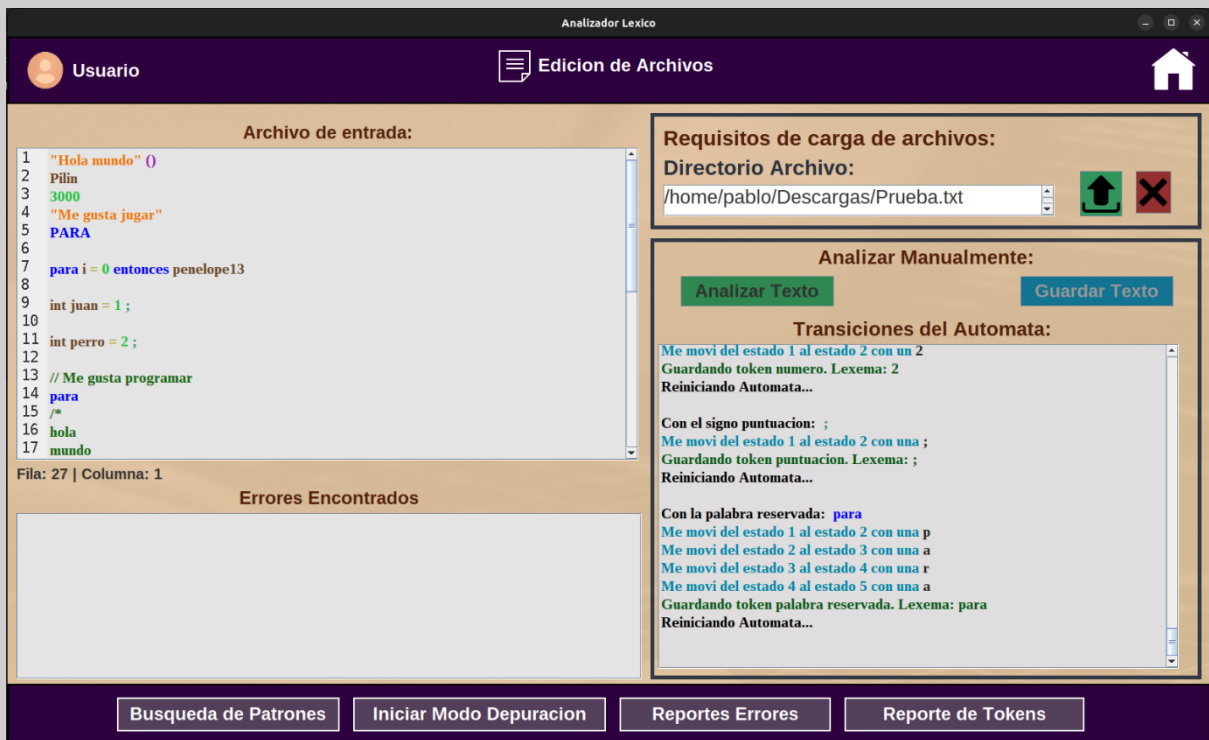 Analizador Lexico
Usuario
Edicion de Archivos
Archivo de entrada:
1 "Hola mundo" ()
2 Pilin
3 3000
4 "Me gusta jugar"
5 PARA
6
7 para i = 0 entonces penelope13
8
9 int juan = 1 ;
10
11 int perro = 2 ;
12
13 // Me gusta programar
14 para
15 /*
16 hola
17 mundo
Fila: 27 | Columna: 1
Errores Encontrados
Requisitos de carga de archivos:
Directorio Archivo:
/home/pablo/Descargas/Prueba.txt
Analizar Manualmente:
Analizar Texto
Guardar Texto
Transiciones del Automata:
Me movi del estado 1 al estado 2 con un 2
Guardando token numero. Lexema: 2
Reiniciando Automata...
Con el signo puntuacion: ;
Me movi del estado 1 al estado 2 con una ;
Guardando token puntuacion. Lexema: ;
Reiniciando Automata...
Con la palabra reservada: para
Me movi del estado 1 al estado 2 con una p
Me movi del estado 2 al estado 3 con una a
Me movi del estado 3 al estado 4 con una r
Me movi del estado 4 al estado 5 con una a
Guardando token palabra reservada. Lexema: para
Reiniciando Automata...
Busqueda de Patrones
Iniciar Modo Depuracion
Reportes Errores
Reporte de Tokens